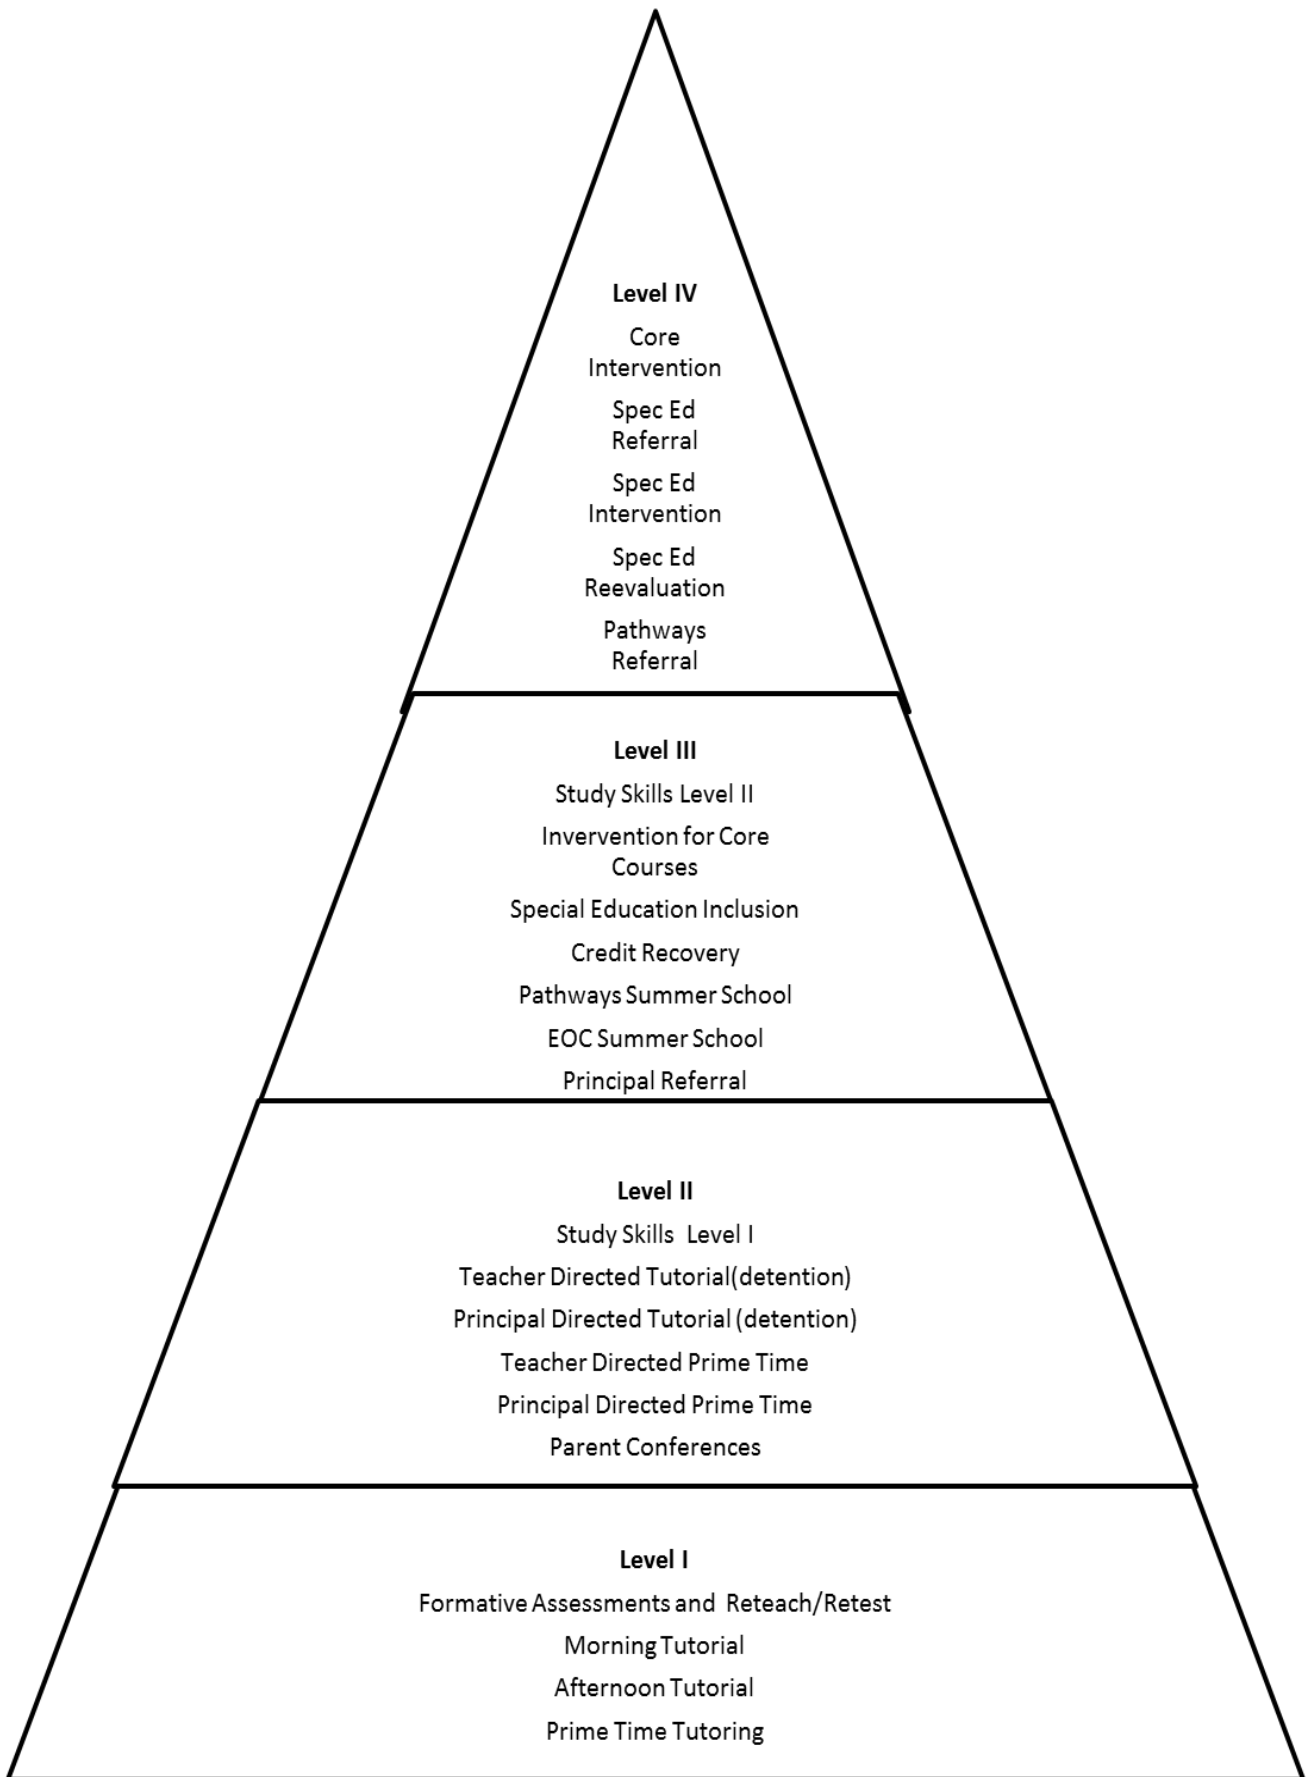 Level IV
Core
Intervention
Spec Ed
Referral
Spec Ed
Intervention
Spec Ed
Reevaluation
Pathways
Referral
Level III
Study Skills Level II
Invervention for Core
Courses
Special Education Inclusion
Credit Recovery
Pathways Summer School
EOC Summer School
Principal Referral
Level II
Study Skills Level I
Teacher Directed Tutorial(detention)
Principal Directed Tutorial (detention)
Teacher Directed Prime Time
Principal Directed Prime Time
Parent Conferences
Level I
Formative Assessments and Reteach/Retest
Morning Tutorial
Afternoon Tutorial
Prime Time Tutoring